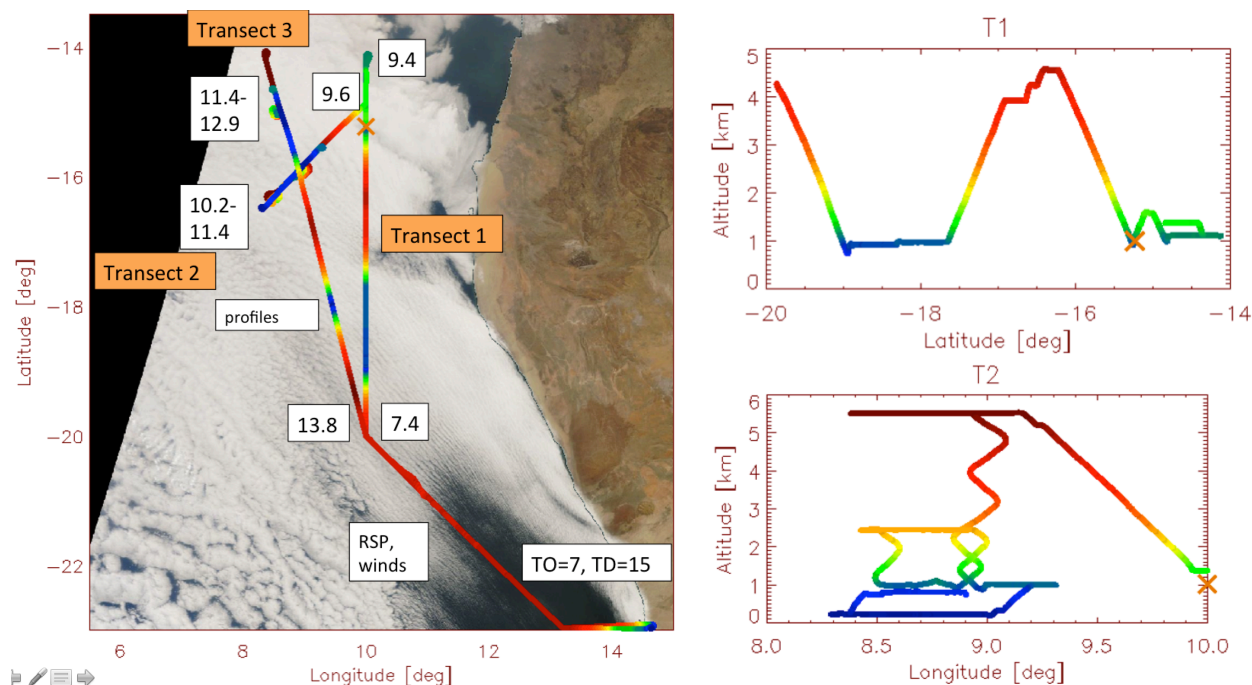 Transect 3
9.4
9.6
11.4-
12.9
10.2-
11.4
Transect 1
Transect 2
profiles
13.8
7.4
RSP,
winds
TO=7, TD=15
Latitude [deg]
−14
−16
−18
−20
−22
6
8
10
12
14
Longitude [deg]
T1
Altitude [km]
5
4
3
2
1
0
−20
−18
−16
−14
Latitude [deg]
T2
Altitude [km]
6
5
4
3
2
1
0
8.0
8.5
9.0
9.5
10.0
Longitude [deg]